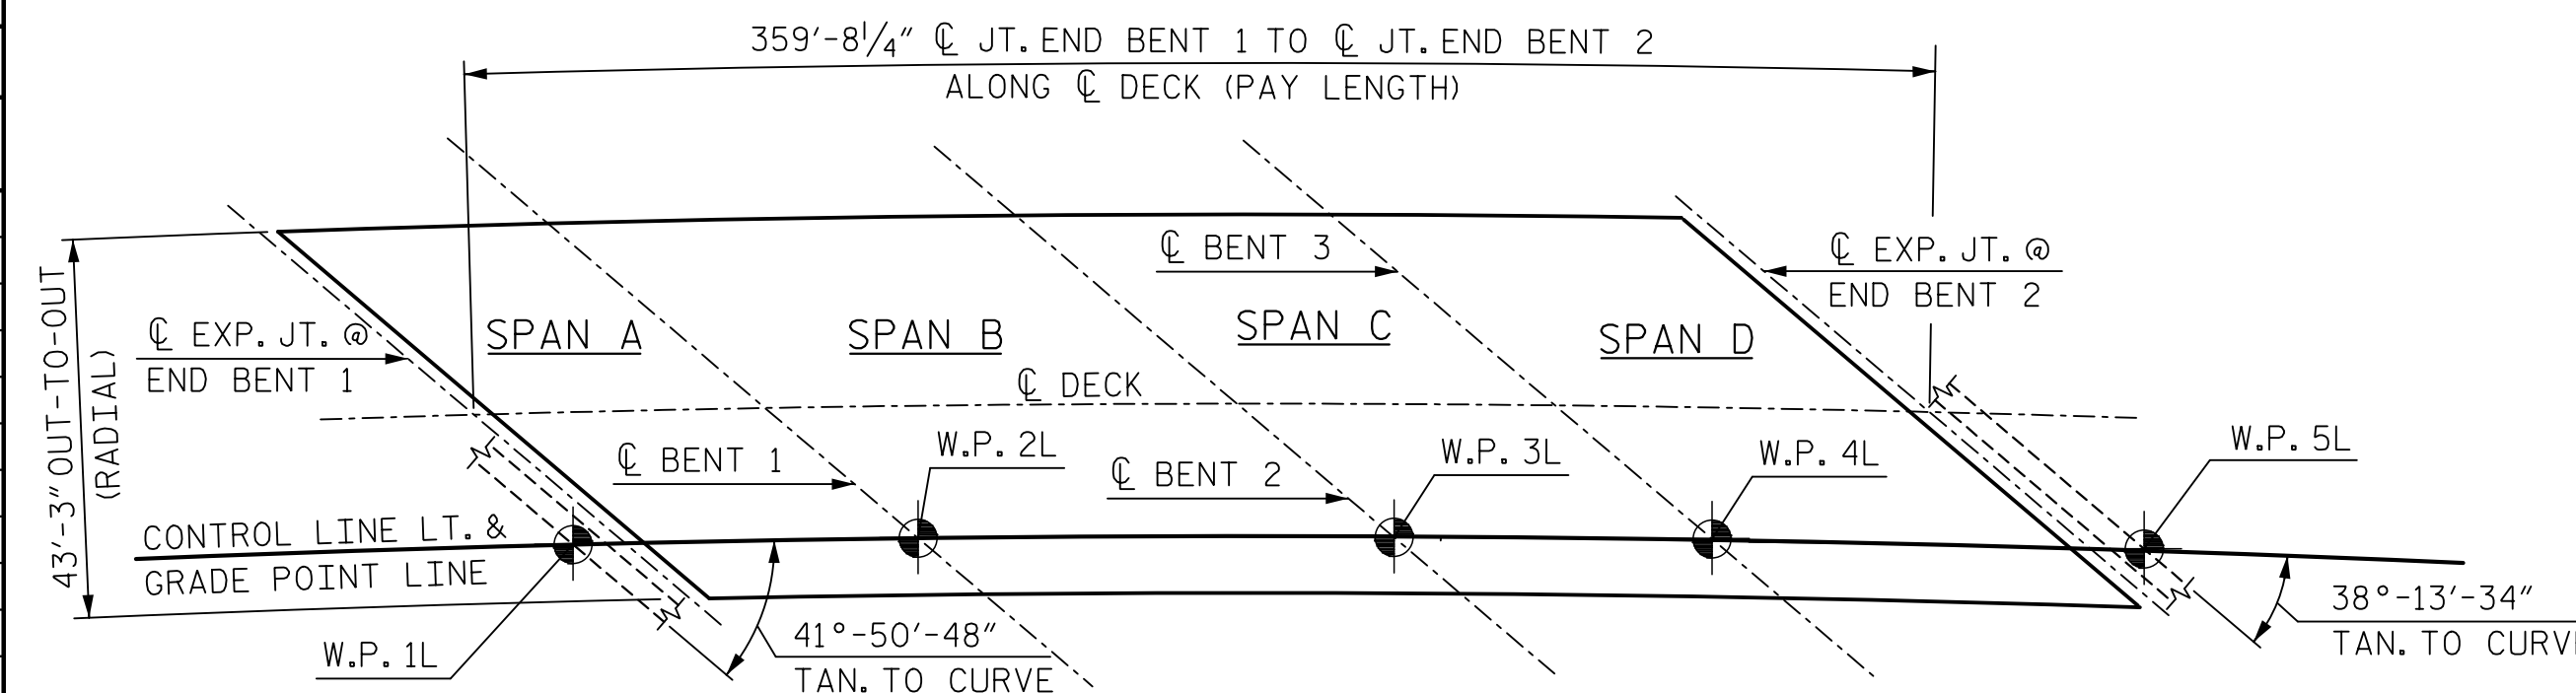 359'-8 1/4" ℄ JT. END BENT 1 TO ℄ JT. END BENT 2
ALONG ℄ DECK (PAY LENGTH)
43'-3" OUT-TO-OUT
(RADIAL)
℄ EXP. JT. @
END BENT 1
SPAN A
SPAN B
℄ BENT 3
SPAN C
SPAN D
℄ EXP. JT. @
END BENT 2
℄ DECK
℄ BENT 1
W.P. 2L
℄ BENT 2
W.P. 3L
W.P. 4L
W.P. 5L
CONTROL LINE LT. &
GRADE POINT LINE
W.P. 1L
41°-50'-48"
TAN. TO CURVE
38°-13'-34"
TAN. TO CURV